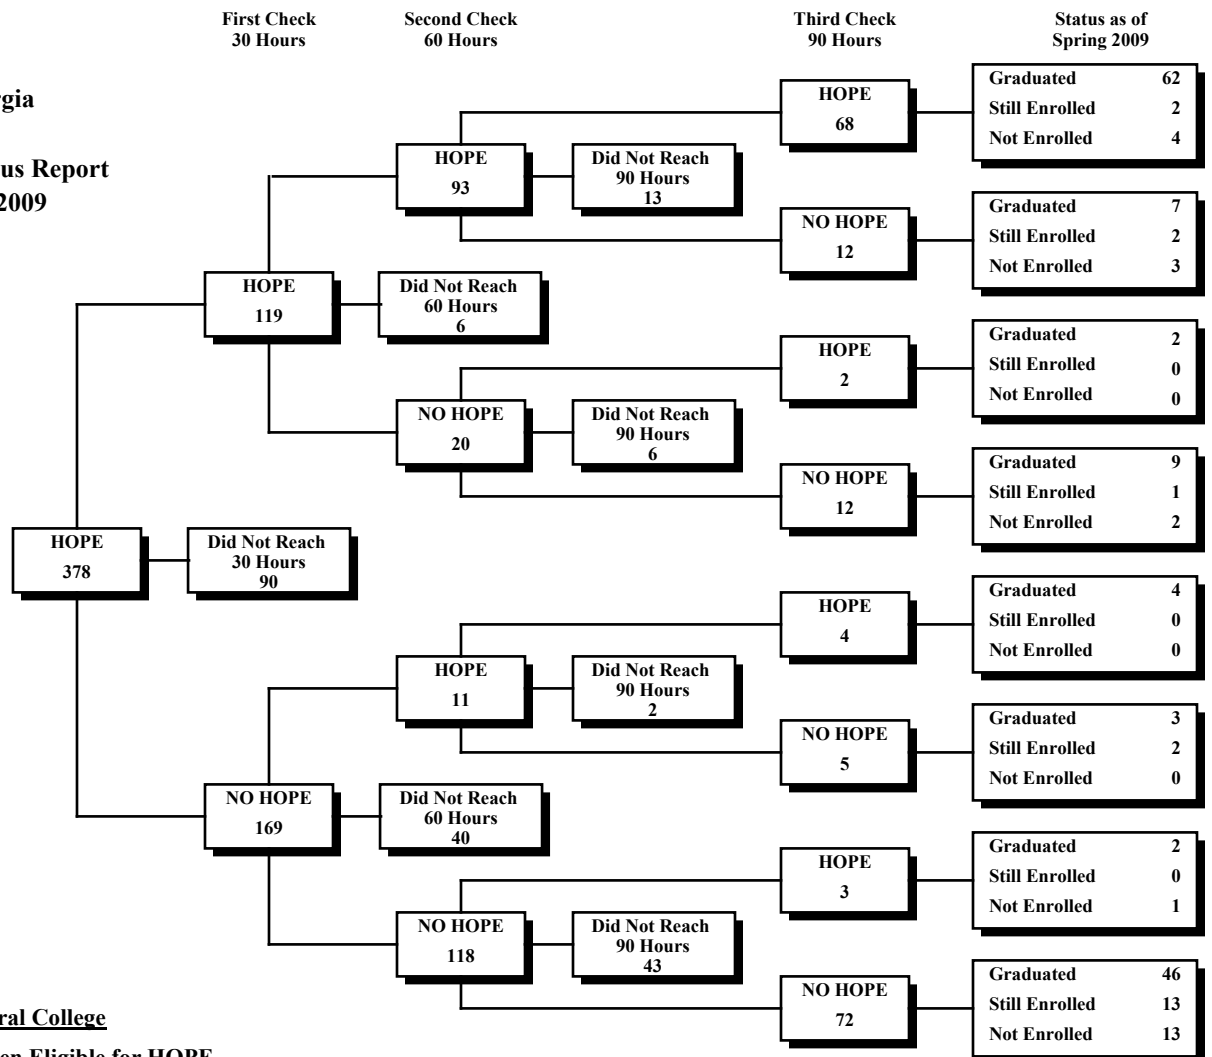 First Check
30 Hours
Second Check
60 Hours
Third Check
90 Hours
Status as of
Spring 2009
Graduated 62
Still Enrolled 2
Not Enrolled 4
HOPE
68
HOPE
93
Did Not Reach
90 Hours
13
NO HOPE
12
Graduated 7
Still Enrolled 2
Not Enrolled 3
us Report
2009
HOPE
119
Did Not Reach
60 Hours
6
HOPE
2
Graduated 2
Still Enrolled 0
Not Enrolled 0
NO HOPE
20
Did Not Reach
90 Hours
6
NO HOPE
12
Graduated 9
Still Enrolled 1
Not Enrolled 2
HOPE
378
Did Not Reach
30 Hours
90
HOPE
4
Graduated 4
Still Enrolled 0
Not Enrolled 0
HOPE
11
Did Not Reach
90 Hours
2
NO HOPE
5
Graduated 3
Still Enrolled 2
Not Enrolled 0
NO HOPE
169
Did Not Reach
60 Hours
40
HOPE
3
Graduated 2
Still Enrolled 0
Not Enrolled 1
NO HOPE
118
Did Not Reach
90 Hours
43
NO HOPE
72
Graduated 46
Still Enrolled 13
Not Enrolled 13
ral College
en Eligible for HOPE